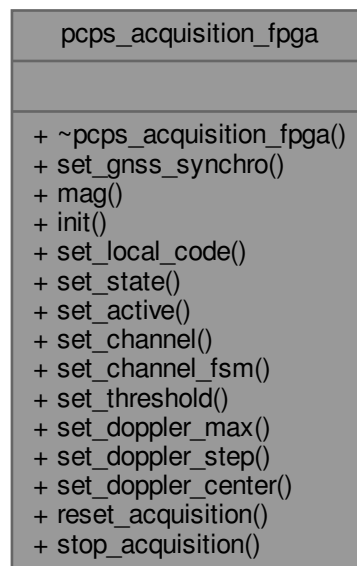 pcps_acquisition_fpga
+ ~pcps_acquisition_fpga()
+ set_gnss_synchro()
+ mag()
+ init()
+ set_local_code()
+ set_state()
+ set_active()
+ set_channel()
+ set_channel_fsm()
+ set_threshold()
+ set_doppler_max()
+ set_doppler_step()
+ set_doppler_center()
+ reset_acquisition()
+ stop_acquisition()